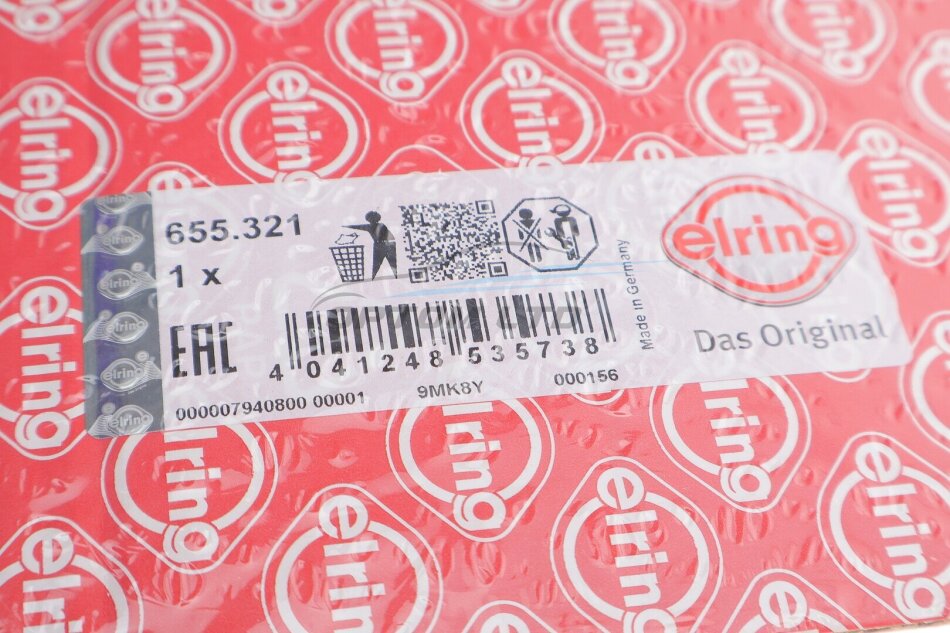 655.321
1 x
EAC
4 041248 535738
000007940800 00001
9MK8Y
000156
Made in Germany
elring
Das Original